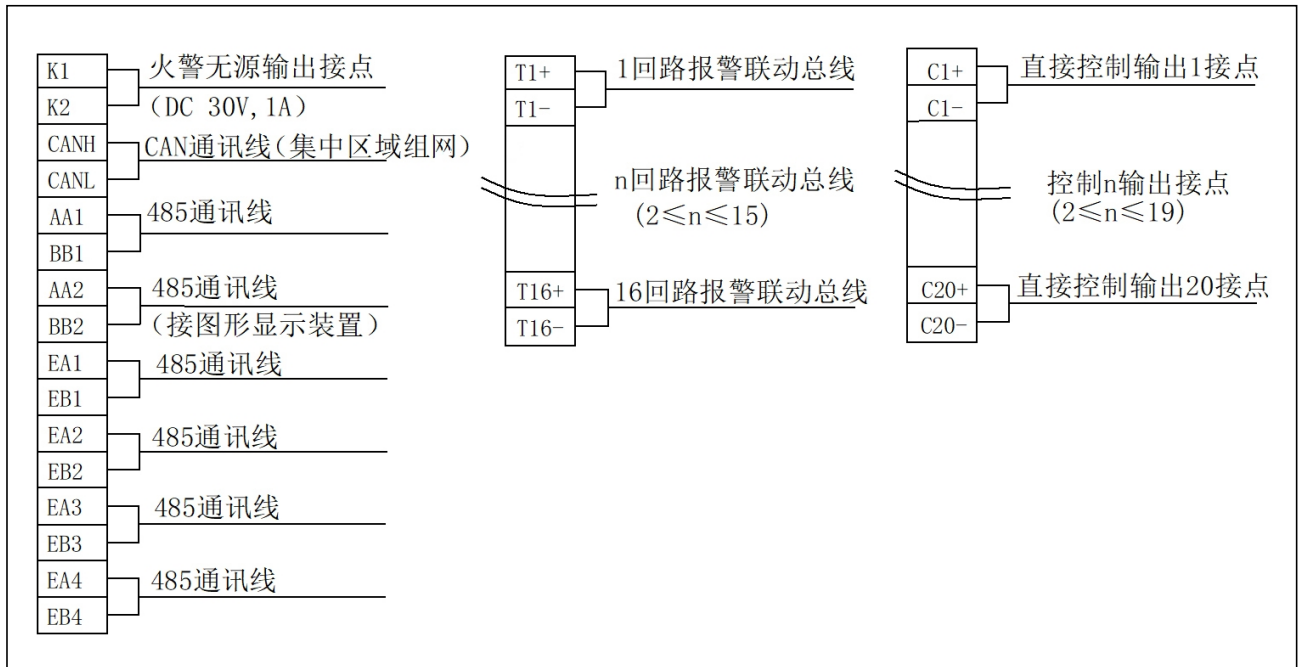 K1
K2
火警无源输出接点
(DC 30V,1A)
CANH
CANL
CAN通讯线(集中区域组网)
AA1
BB1
485通讯线
AA2
BB2
485通讯线
(接图形显示装置)
EA1
EB1
485通讯线
EA2
EB2
485通讯线
EA3
EB3
485通讯线
EA4
EB4
485通讯线
T1+
T1-
1回路报警联动总线
n回路报警联动总线
(2≤n≤15)
T16+
T16-
16回路报警联动总线
C1+
C1-
直接控制输出1接点
控制n输出接点
(2≤n≤19)
C20+
C20-
直接控制输出20接点